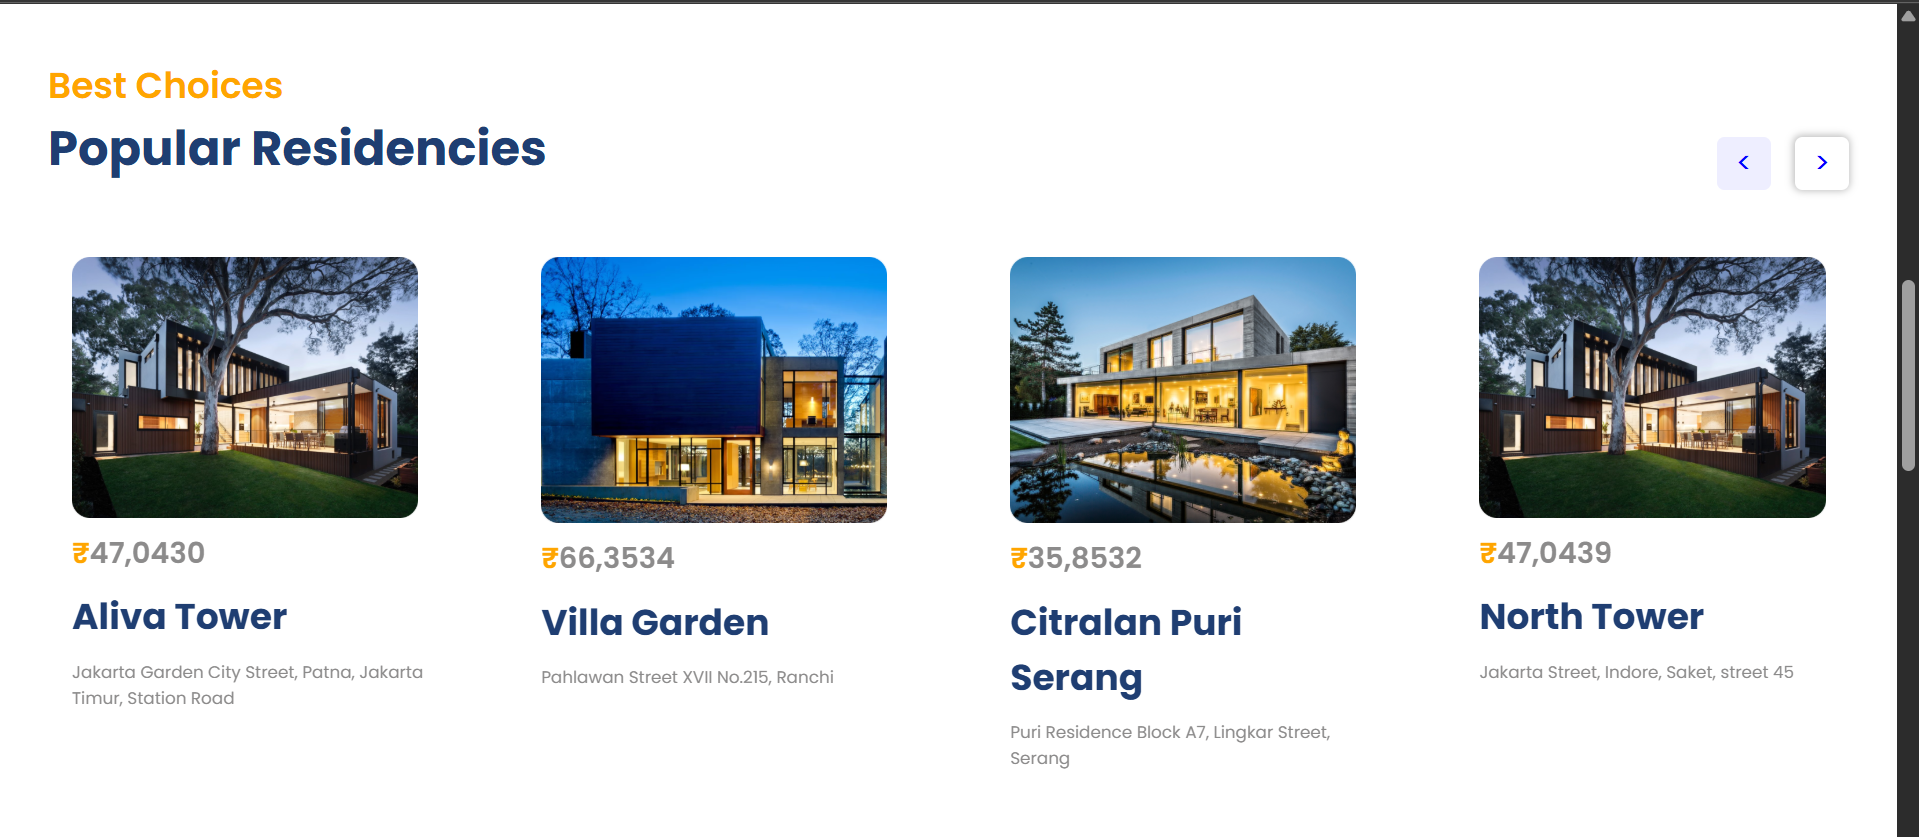 Best Choices
Popular Residencies
< >
₹47,0430
Aliva Tower
Jakarta Garden City Street, Patna, Jakarta
Timur, Station Road
₹66,3534
Villa Garden
Pahlawan Street XVII No.215, Ranchi
₹35,8532
Citralan Puri
Serang
Puri Residence Block A7, Lingkar Street,
Serang
₹47,0439
North Tower
Jakarta Street, Indore, Saket, street 45